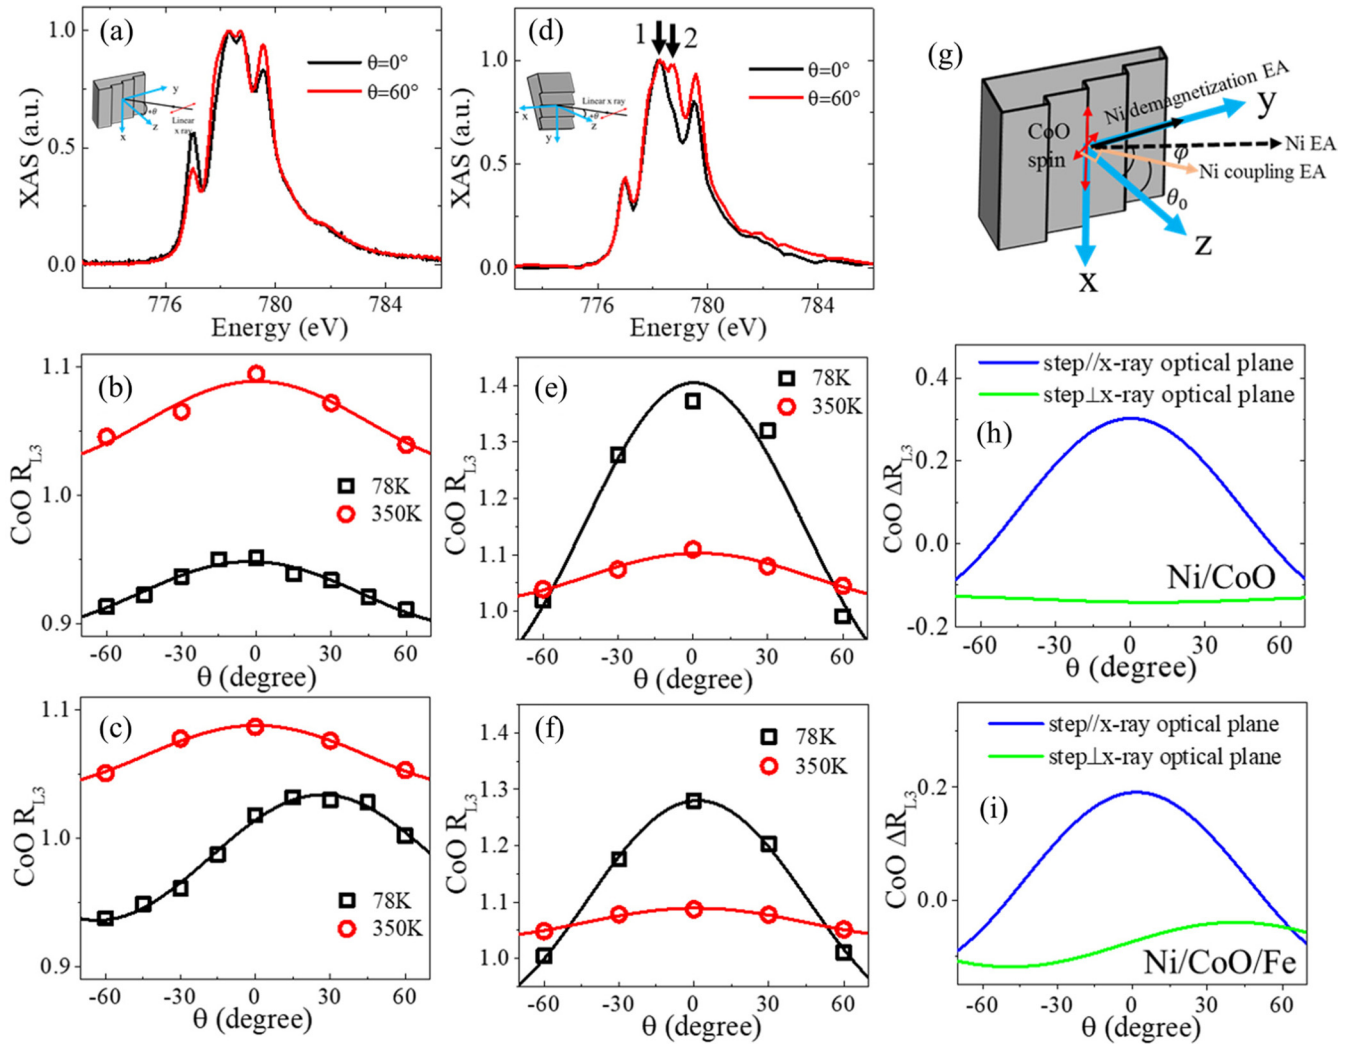 (a)
θ=0°
θ=60°
y
θ
Linear
x ray
x
z
XAS (a.u.)
1.0
0.5
0.0
776
780
784
Energy (eV)
(d)
1
2
θ=0°
θ=60°
Linear x ray
x
θ
z
y
XAS (a.u.)
1.0
0.5
0.0
776
780
784
Energy (eV)
(g)
Ni demagnetization EA
y
CoO
spin
Ni EA
φ
Ni coupling EA
θ0
z
x
(b)
78K
350K
CoO RL3
1.1
1.0
0.9
-60
-30
0
30
60
θ (degree)
(e)
78K
350K
CoO RL3
1.4
1.3
1.2
1.1
1.0
-60
-30
0
30
60
θ (degree)
step//x-ray optical plane
step⊥x-ray optical plane
(h)
CoO ΔRL3
0.4
0.2
0.0
-0.2
Ni/CoO
-60
-30
0
30
60
θ (degree)
(c)
78K
350K
CoO RL3
1.1
1.0
0.9
-60
-30
0
30
60
θ (degree)
(f)
78K
350K
CoO RL3
1.4
1.3
1.2
1.1
1.0
-60
-30
0
30
60
θ (degree)
step//x-ray optical plane
step⊥x-ray optical plane
(i)
CoO ΔRL3
0.2
0.0
Ni/CoO/Fe
-60
-30
0
30
60
θ (degree)